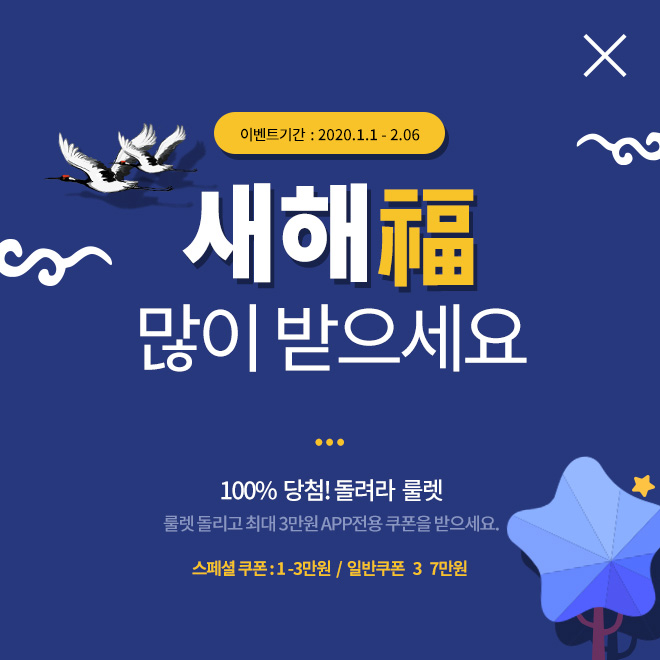 이벤트기간 : 2020.1.1 - 2.06
새해福
많이 받으세요
100% 당첨! 돌려라 룰렛
룰렛 돌리고 최대 3만원 APP전용 쿠폰을 받으세요.
스페셜 쿠폰 : 1 -3만원 / 일반쿠폰 3 7만원